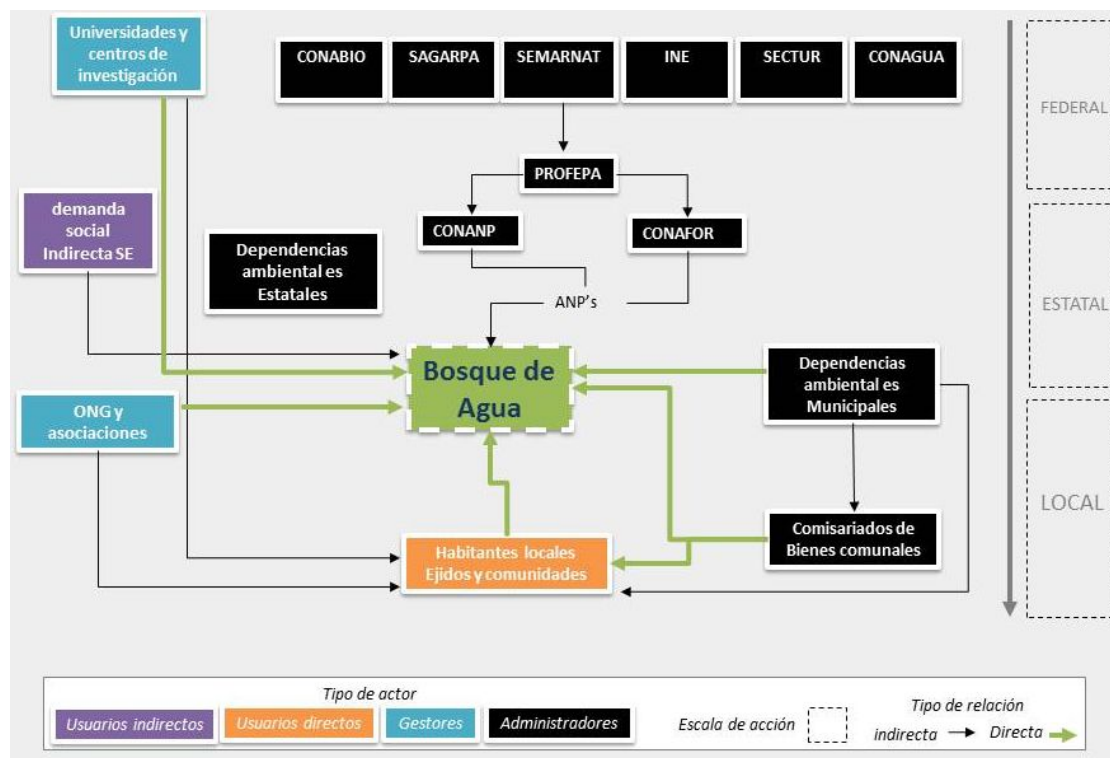 Universidades y
centros de
investigación
CONABIO
SAGARPA
SEMARNAT
INE
SECTUR
CONAGUA
FEDERAL
PROFEPA
demanda
social
Indirecta SE
CONANP
CONAFOR
Dependencias
ambiental es
Estatales
ANP's
ESTATAL
Bosque de
Agua
Dependencias
ambiental es
Municipales
ONG y
asociaciones
LOCAL
Comisariados de
Bienes comunales
Habitantes locales
Ejidos y comunidades
Tipo de actor
Usuarios indirectos
Usuarios directos
Gestores
Administradores
Escala de acción
Tipo de relación
indirecta
Directa